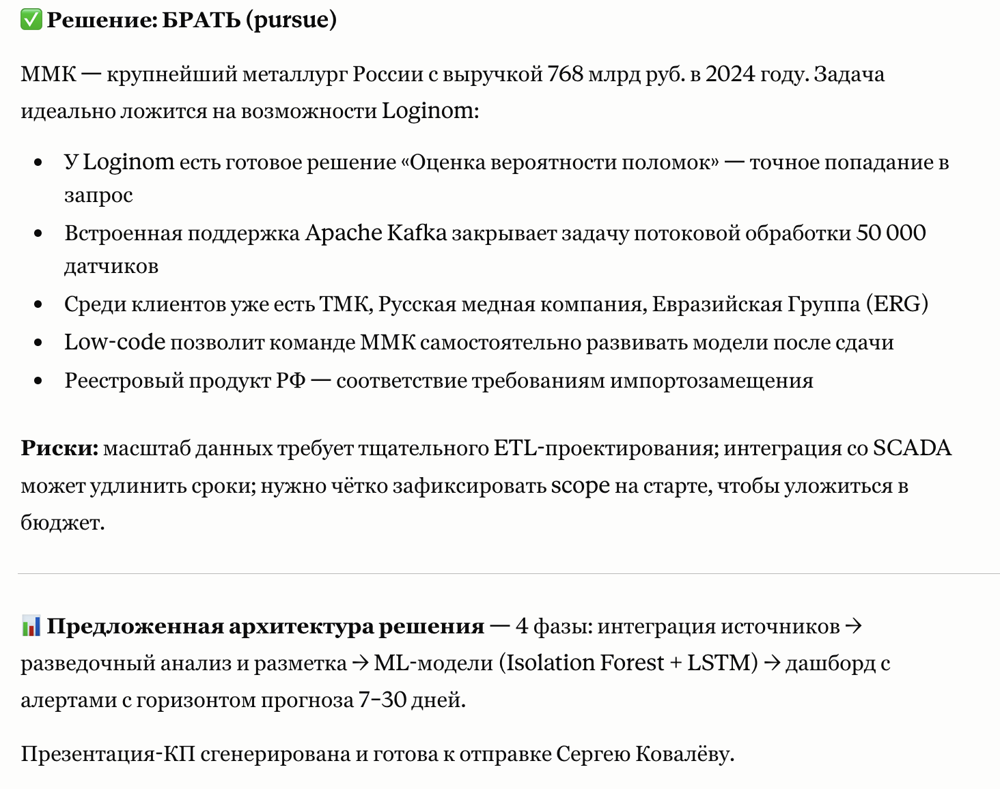 ✅ Решение: БРАТЬ (pursue)
ММК — крупнейший металлург России с выручкой 768 млрд руб. в 2024 году. Задача
идеально ложится на возможности Loginom:
• У Loginom есть готовое решение «Оценка вероятности поломок» — точное попадание в
запрос
• Встроенная поддержка Apache Kafka закрывает задачу потоковой обработки 50 000
датчиков
• Среди клиентов уже есть ТМК, Русская медная компания, Евразийская Группа (ERG)
• Low-code позволит команде ММК самостоятельно развивать модели после сдачи
• Реестровый продукт РФ — соответствие требованиям импортозамещения
Риски: масштаб данных требует тщательного ETL-проектирования; интеграция со SCADA
может удлинить сроки; нужно чётко зафиксировать scope на старте, чтобы уложиться в
бюджет.
📊 Предложенная архитектура решения — 4 фазы: интеграция источников →
разведочный анализ и разметка → ML-модели (Isolation Forest + LSTM) → дашборд с
алертами с горизонтом прогноза 7–30 дней.
Презентация-КП сгенерирована и готова к отправке Сергею Ковалёву.